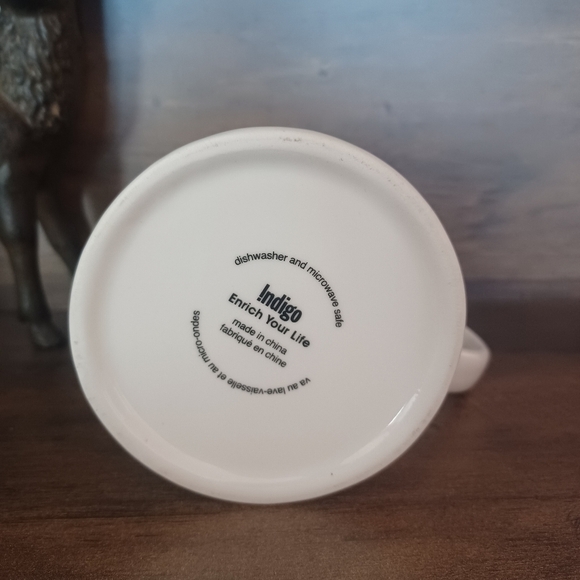 dishwasher and microwave safe
!ndigo
Enrich Your Life
made in china
fabriqué en chine
va au lave-vaisselle et au micro-ondes